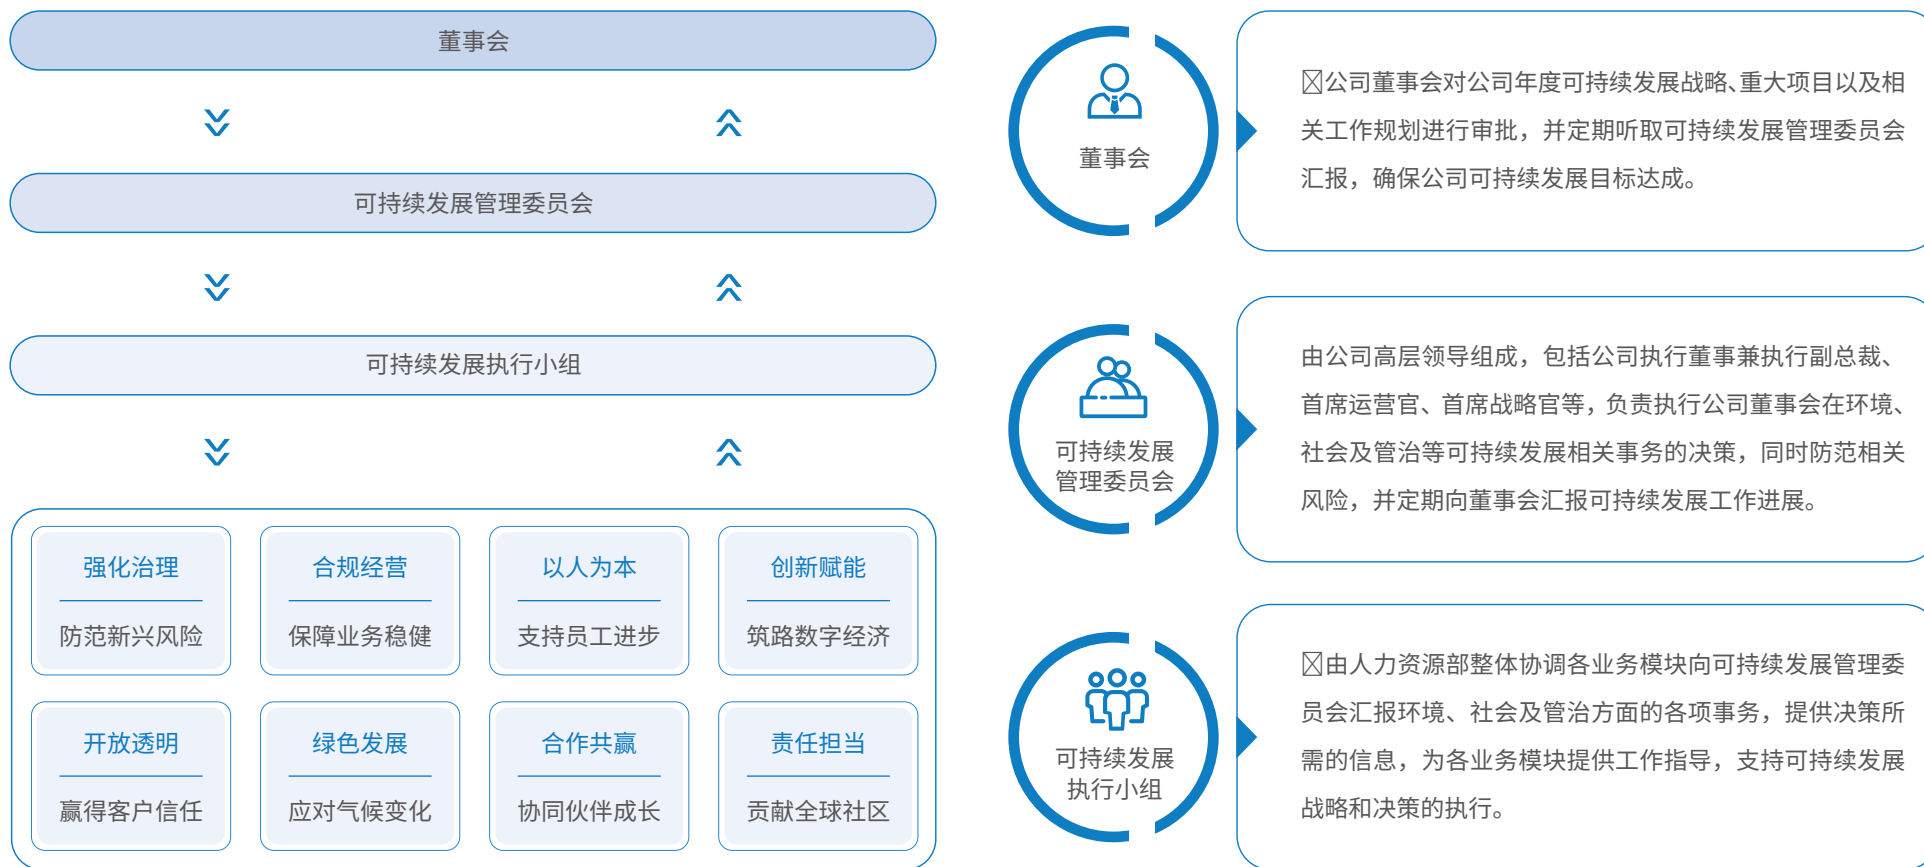 董事会
可持续发展管理委员会
可持续发展执行小组
强化治理
防范新兴风险
合规经营
保障业务稳健
以人为本
支持员工进步
创新赋能
筑路数字经济
开放透明
赢得客户信任
绿色发展
应对气候变化
合作共赢
协同伙伴成长
责任担当
贡献全球社区
董事会
公司董事会对公司年度可持续发展战略、重大项目以及相
关工作规划进行审批，并定期听取可持续发展管理委员会
汇报，确保公司可持续发展目标达成。
可持续发展
管理委员会
由公司高层领导组成，包括公司执行董事兼执行副总裁、
首席运营官、首席战略官等，负责执行公司董事会在环境、
社会及管治等可持续发展相关事务的决策，同时防范相关
风险，并定期向董事会汇报可持续发展工作进展。
可持续发展
执行小组
由人力资源部整体协调各业务模块向可持续发展管理委
员会汇报环境、社会及管治方面的各项事务，提供决策所
需的信息，为各业务模块提供工作指导，支持可持续发展
战略和决策的执行。